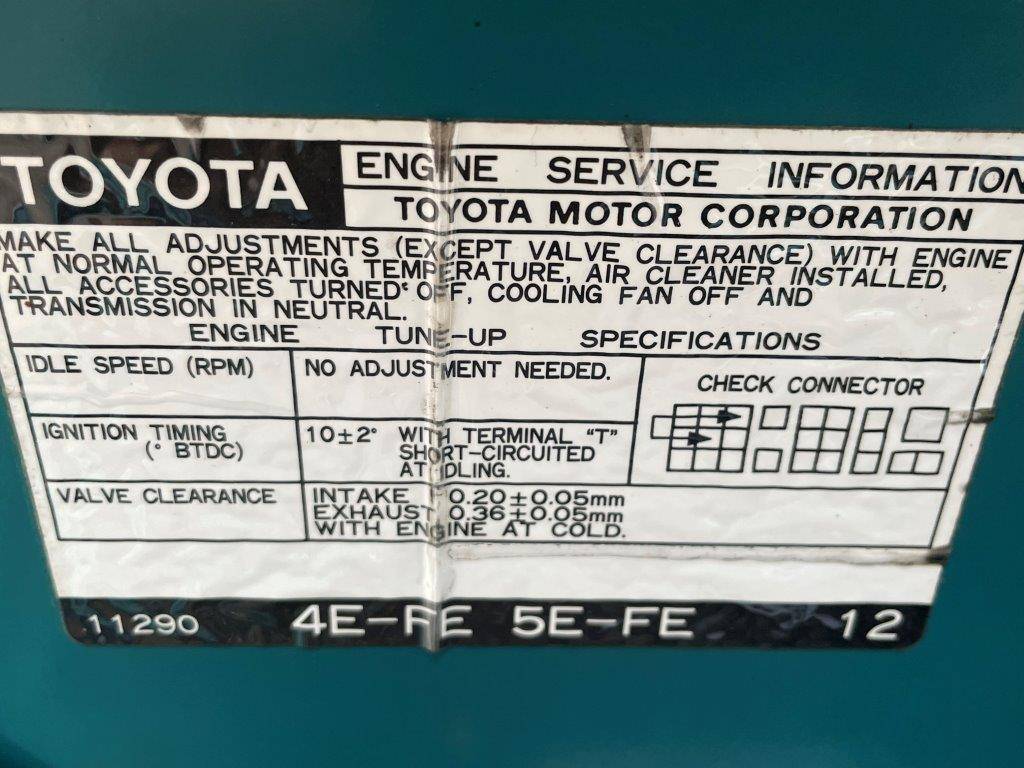 TOYOTA
ENGINE SERVICE INFORMATION
TOYOTA MOTOR CORPORATION
MAKE ALL ADJUSTMENTS (EXCEPT VALVE CLEARANCE) WITH ENGINE
AT NORMAL OPERATING TEMPERATURE, AIR CLEANER INSTALLED,
ALL ACCESSORIES TURNED OFF, COOLING FAN OFF AND
TRANSMISSION IN NEUTRAL.
ENGINE TUNE-UP SPECIFICATIONS
IDLE SPEED (RPM)
NO ADJUSTMENT NEEDED.
IGNITION TIMING
(° BTDC)
10±2° WITH TERMINAL “T”
SHORT-CIRCUITED
AT IDLING.
CHECK CONNECTOR
VALVE CLEARANCE
INTAKE 0.20±0.05mm
EXHAUST 0.36±0.05mm
WITH ENGINE AT COLD.
11290 4E-FE 5E-FE 12